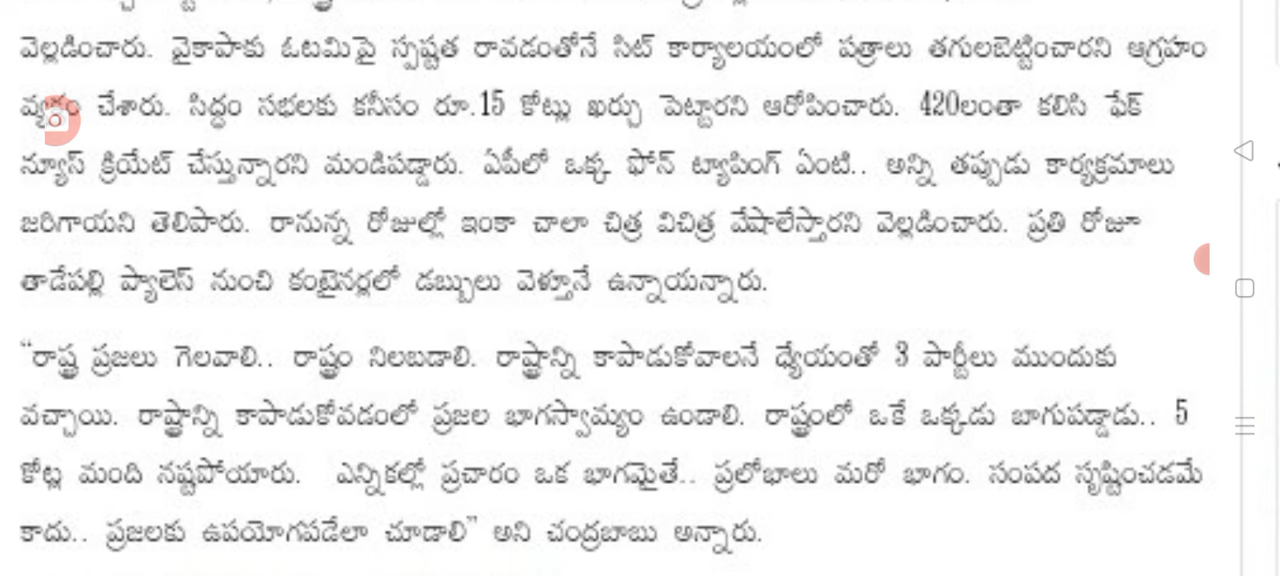 వెల్లడించారు. వైకాపాకు ఓటమిపై స్పష్టత రావడంతోనే సిట్ కార్యాలయంలో పత్రాలు తగులబెట్టించారని ఆగ్రహం
చేశారు. సిద్ధం సభలకు కనీసం రూ.15 కోట్లు ఖర్చు పెట్టారని ఆరోపించారు. 420లంతా కలిసి ఫేక్
న్యూస్ క్రియేట్ చేస్తున్నారని మండిపడ్డారు. ఏపీలో ఒక్క ఫోన్ ట్యాపింగ్ ఏంటి.. అన్ని తప్పుడు కార్యక్రమాలు
జరిగాయని తెలిపారు. రానున్న రోజుల్లో ఇంకా చాలా చిత్ర విచిత్ర వేషాలేస్తారని వెల్లడించారు. ప్రతి రోజూ
తాడేపల్లి ప్యాలెస్ నుంచి కంటైనర్లలో డబ్బులు వెళ్తూనే ఉన్నాయన్నారు.
“రాష్ట్ర ప్రజలు గెలవాలి.. రాష్ట్రం నిలబడాలి. రాష్ట్రాన్ని కాపాడుకోవాలనే ధ్యేయంతో 3 పార్టీలు ముందుకు
వచ్చాయి. రాష్ట్రాన్ని కాపాడుకోవడంలో ప్రజల భాగస్వామ్యం ఉండాలి. రాష్ట్రంలో ఒకే ఒక్కడు బాగుపడ్డాడు.. 5
కోట్ల మంది నష్టపోయారు. ఎన్నికల్లో ప్రచారం ఒక భాగమైతే.. ప్రలోభాలు మరో భాగం. సంపద సృష్టించడమే
కాదు.. ప్రజలకు ఉపయోగపడేలా చూడాలి” అని చంద్రబాబు అన్నారు.